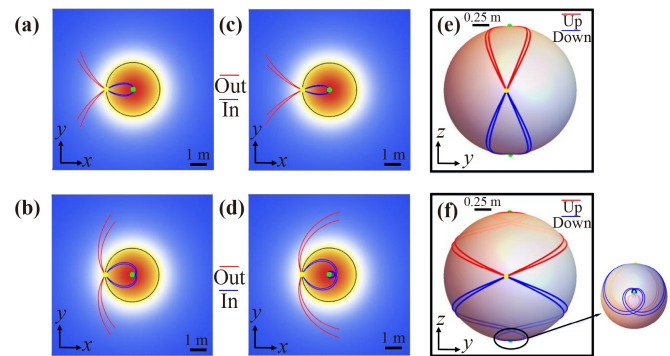 (a)
y
x
1 m
Out
In
(c)
y
x
1 m
(e)
0.25 m
Up
Down
z
y
(b)
y
x
1 m
Out
In
(d)
y
x
1 m
(f)
0.25 m
Up
Down
z
y